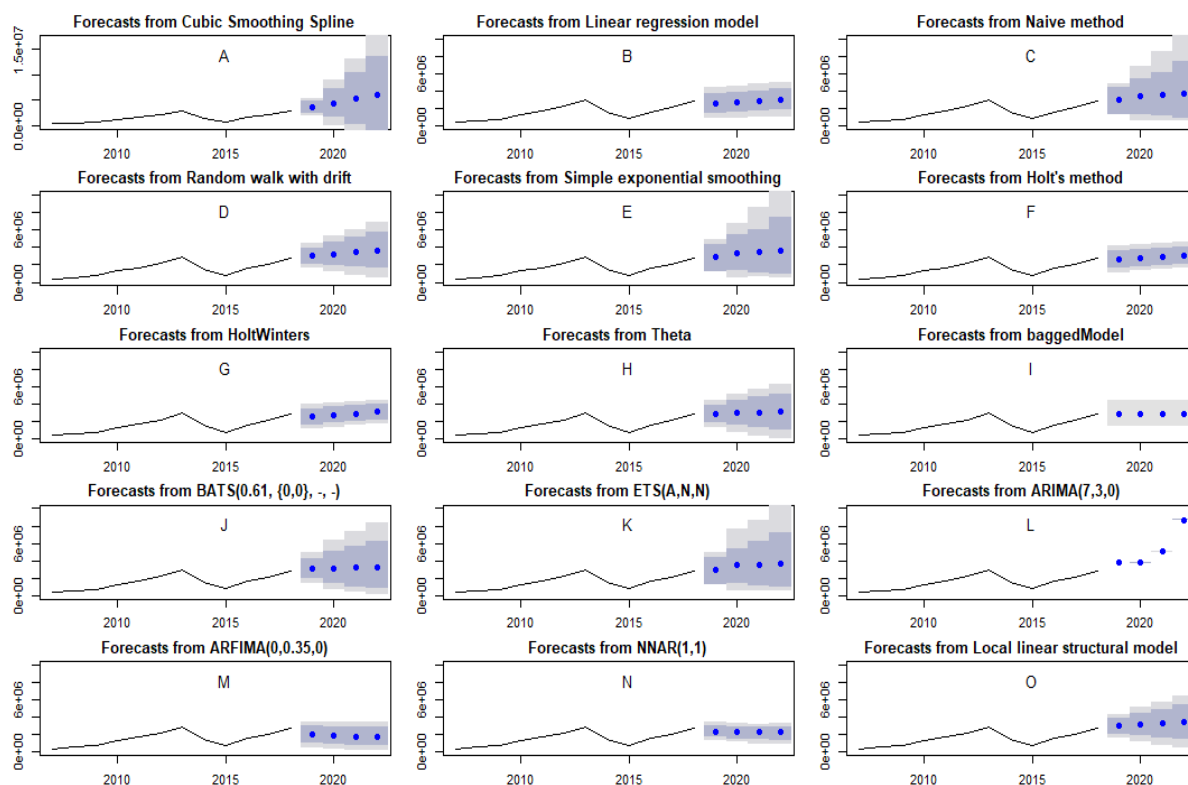 Forecasts from Cubic Smoothing Spline
A
0.0e+00 1.5e+07
2010 2015 2020
Forecasts from Linear regression model
B
0e+00 6e+06
2010 2015 2020
Forecasts from Naive method
C
0e+00 6e+06
2010 2015 2020
Forecasts from Random walk with drift
D
0e+00 6e+06
2010 2015 2020
Forecasts from Simple exponential smoothing
E
0e+00 6e+06
2010 2015 2020
Forecasts from Holt's method
F
0e+00 6e+06
2010 2015 2020
Forecasts from HoltWinters
G
0e+00 6e+06
2010 2015 2020
Forecasts from Theta
H
0e+00 6e+06
2010 2015 2020
Forecasts from baggedModel
I
0e+00 6e+06
2010 2015 2020
Forecasts from BATS(0.61, {0,0}, -, -)
J
0e+00 6e+06
2010 2015 2020
Forecasts from ETS(A,N,N)
K
0e+00 6e+06
2010 2015 2020
Forecasts from ARIMA(7,3,0)
L
0e+00 6e+06
2010 2015 2020
Forecasts from ARFIMA(0,0.35,0)
M
0e+00 6e+06
2010 2015 2020
Forecasts from NNAR(1,1)
N
0e+00 6e+06
2010 2015 2020
Forecasts from Local linear structural model
O
0e+00 6e+06
2010 2015 2020